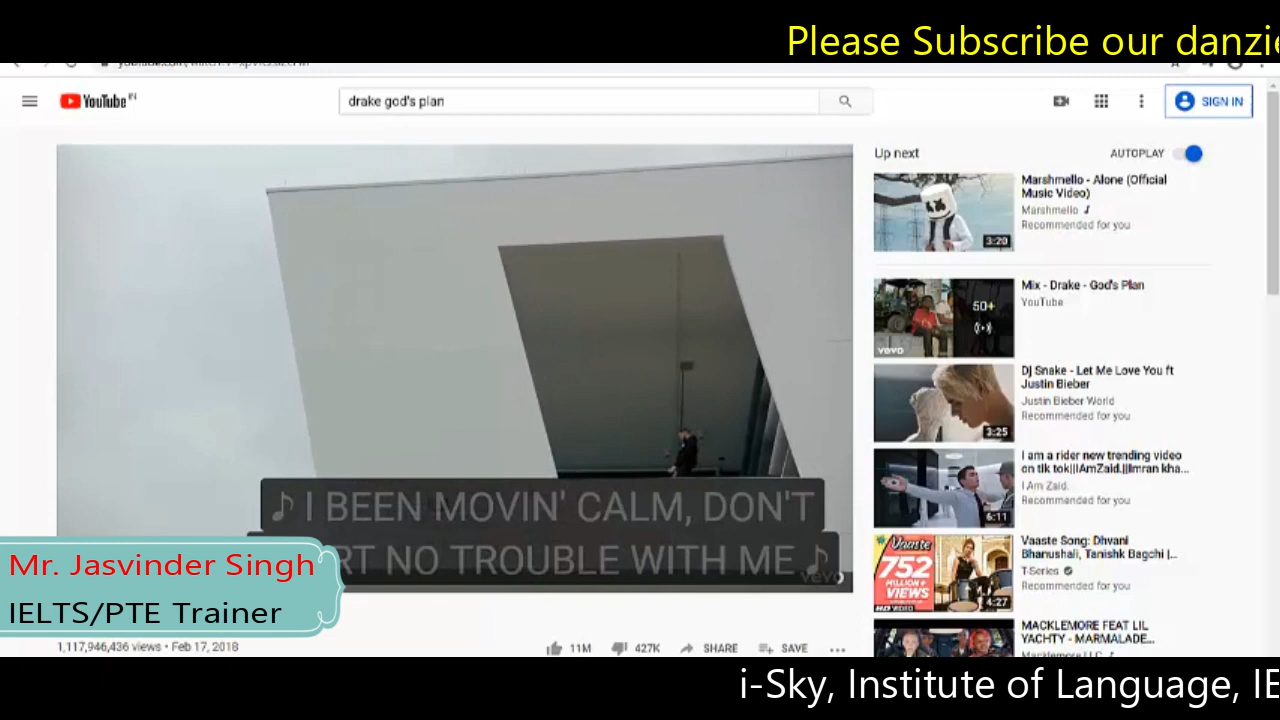 Please Subscribe our
YouTube IN
drake god's plan
SIGN IN
Up next
AUTOPLAY
Marshmello - Alone (Official
Music Video)
Marshmello
Recommended for you
3:20
Mix - Drake - God's Plan
YouTube
50+
vevo
Dj Snake - Let Me Love You ft
Justin Bieber
Justin Bieber World
Recommended for you
3:25
I am a rider new trending video
on tik tok||IAmZaid.||Imran kha...
I Am Zaid.
Recommended for you
6:11
Vaaste Song: Dhvani
Bhanushali, Tanishk Bagchi |...
T-Series
Recommended for you
Vaaste
752
MILLION+
VIEWS
HD VIDEO
4:27
MACKLEMORE FEAT LIL
YACHTY - MARMALADE...
♪ I BEEN MOVIN' CALM, DON'T
NO TROUBLE WITH ME ♪
vevo
Mr. Jasvinder Singh
IELTS/PTE Trainer
1,117,946,436 views • Feb 17, 2018
11M
427K
SHARE
SAVE
i-Sky, Institute of Language,